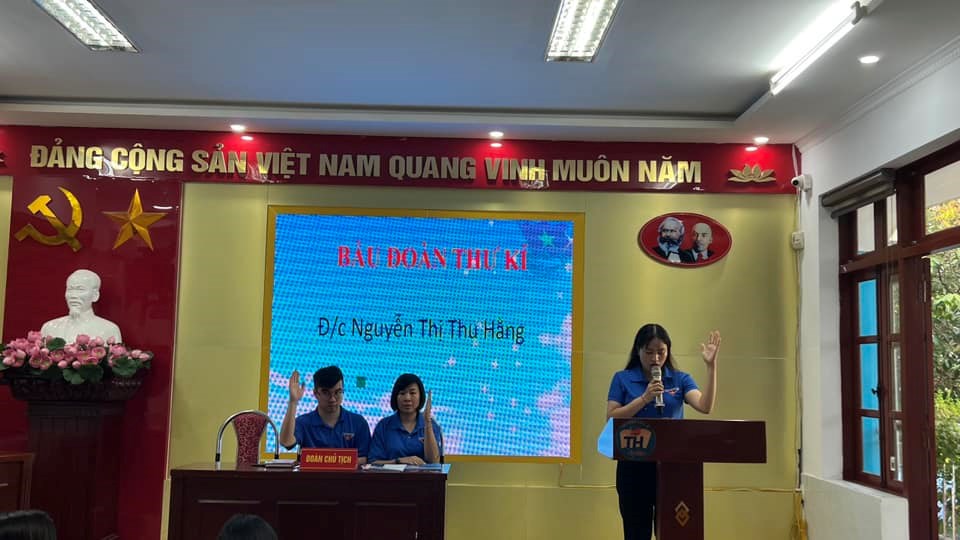 ĐẢNG CỘNG SẢN VIỆT NAM QUANG VINH MUÔN NĂM
BẦU ĐOÀN THƯ KÍ
Đ/c Nguyễn Thị Thu Hằng
ĐOÀN CHỦ TỊCH
TH